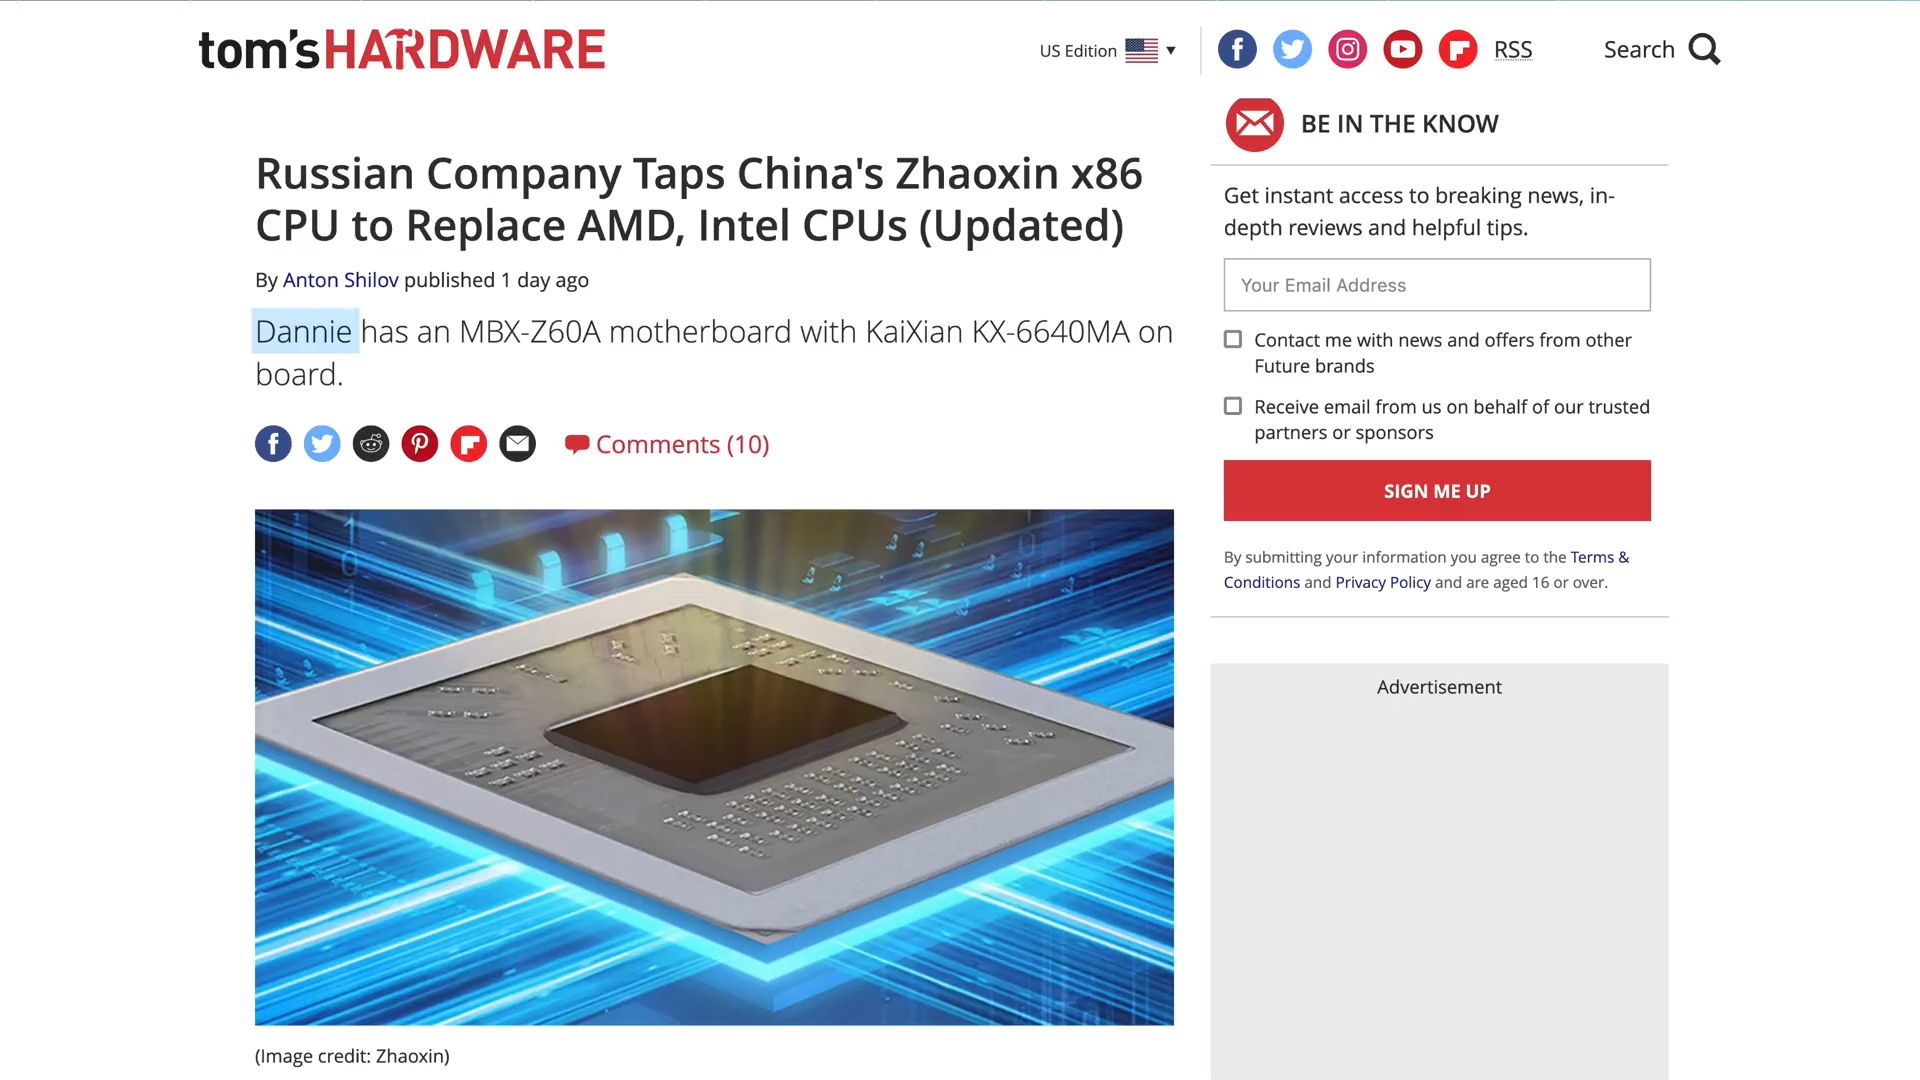 tom'sHARDWARE
US Edition
RSS
Search
Russian Company Taps China's Zhaoxin x86
CPU to Replace AMD, Intel CPUs (Updated)
By Anton Shilov published 1 day ago
Dannie has an MBX-Z60A motherboard with KaiXian KX-6640MA on
board.
Comments (10)
(Image credit: Zhaoxin)
BE IN THE KNOW
Get instant access to breaking news, in-
depth reviews and helpful tips.
Your Email Address
Contact me with news and offers from other
Future brands
Receive email from us on behalf of our trusted
partners or sponsors
SIGN ME UP
By submitting your information you agree to the Terms &
Conditions and Privacy Policy and are aged 16 or over.
Advertisement